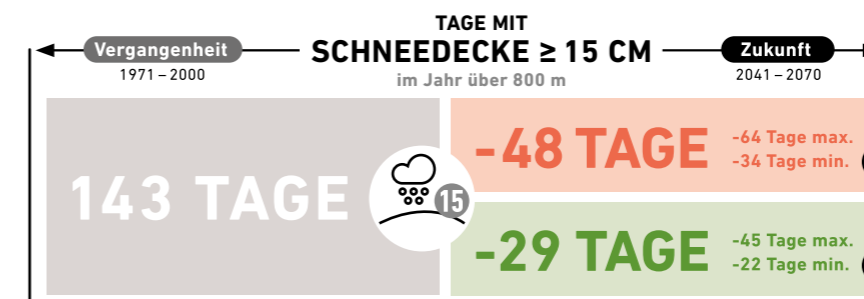 TAGE MIT
SCHNEEDECKE ≥ 15 CM
im Jahr über 800 m
Vergangenheit
1971 – 2000
Zukunft
2041 – 2070
143 TAGE
15
-48 TAGE
-64 Tage max.
-34 Tage min.
-29 TAGE
-45 Tage max.
-22 Tage min.